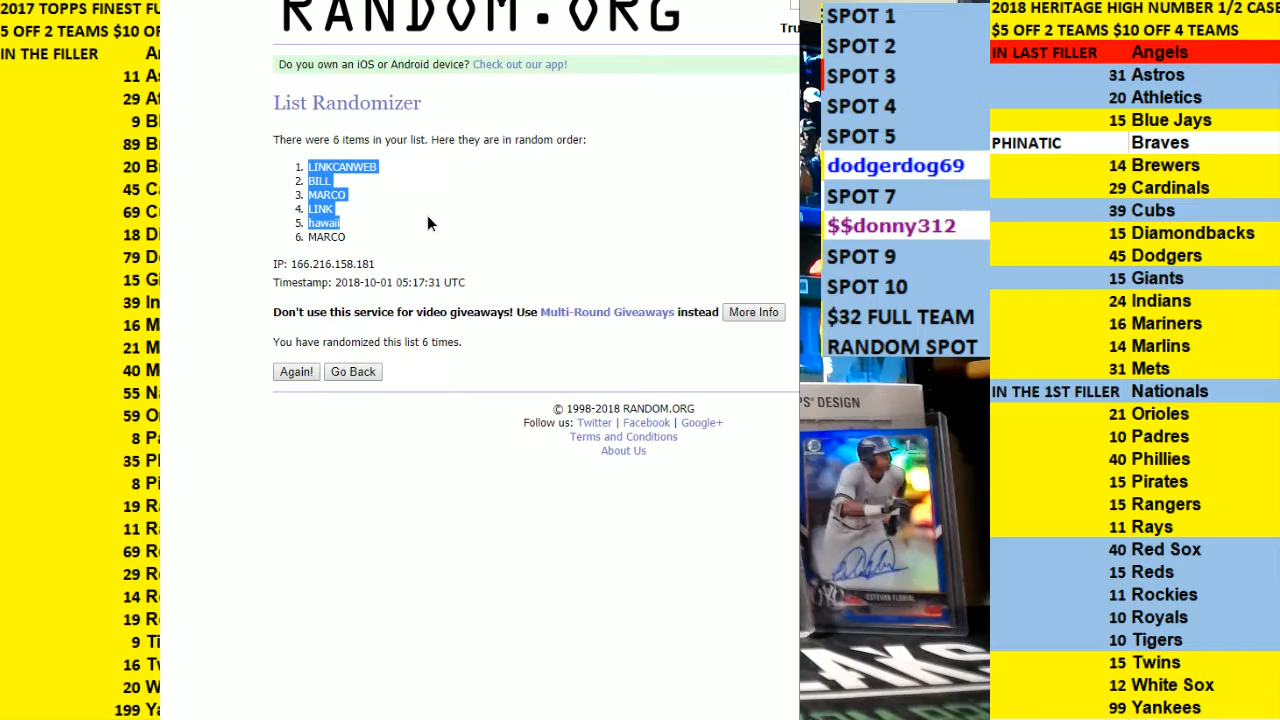 2017 TOPPS FINEST FU
5 OFF 2 TEAMS $10 OF
IN THE FILLER
11
29
9
89
20
45
69
18
79
15
39
16
21
40
55
59
8
35
8
19
11
69
29
14
19
9
16
20
199
RANDOM.ORG
Do you own an iOS or Android device? Check out our app!
List Randomizer
There were 6 items in your list. Here they are in random order:
1. LINKCANWEB
2. BILL
3. MARCO
4. LINK
5. hawaii
6. MARCO
IP: 166.216.158.181
Timestamp: 2018-10-01 05:17:31 UTC
Don't use this service for video giveaways! Use Multi-Round Giveaways instead More Info
You have randomized this list 6 times.
Again! Go Back
© 1998-2018 RANDOM.ORG
Follow us: Twitter | Facebook | Google+
Terms and Conditions
About Us
SPOT 1
SPOT 2
SPOT 3
SPOT 4
SPOT 5
dodgerdog69
SPOT 7
$$donny312
SPOT 9
SPOT 10
$32 FULL TEAM
RANDOM SPOT
DESIGN
ESTEVAN FLORIAL
2018 HERITAGE HIGH NUMBER 1/2 CASE
$5 OFF 2 TEAMS $10 OFF 4 TEAMS
IN LAST FILLER Angels
31 Astros
20 Athletics
15 Blue Jays
PHINATIC Braves
14 Brewers
29 Cardinals
39 Cubs
15 Diamondbacks
45 Dodgers
15 Giants
24 Indians
16 Mariners
14 Marlins
31 Mets
IN THE 1ST FILLER Nationals
21 Orioles
10 Padres
40 Phillies
15 Pirates
15 Rangers
11 Rays
40 Red Sox
15 Reds
11 Rockies
10 Royals
10 Tigers
15 Twins
12 White Sox
99 Yankees